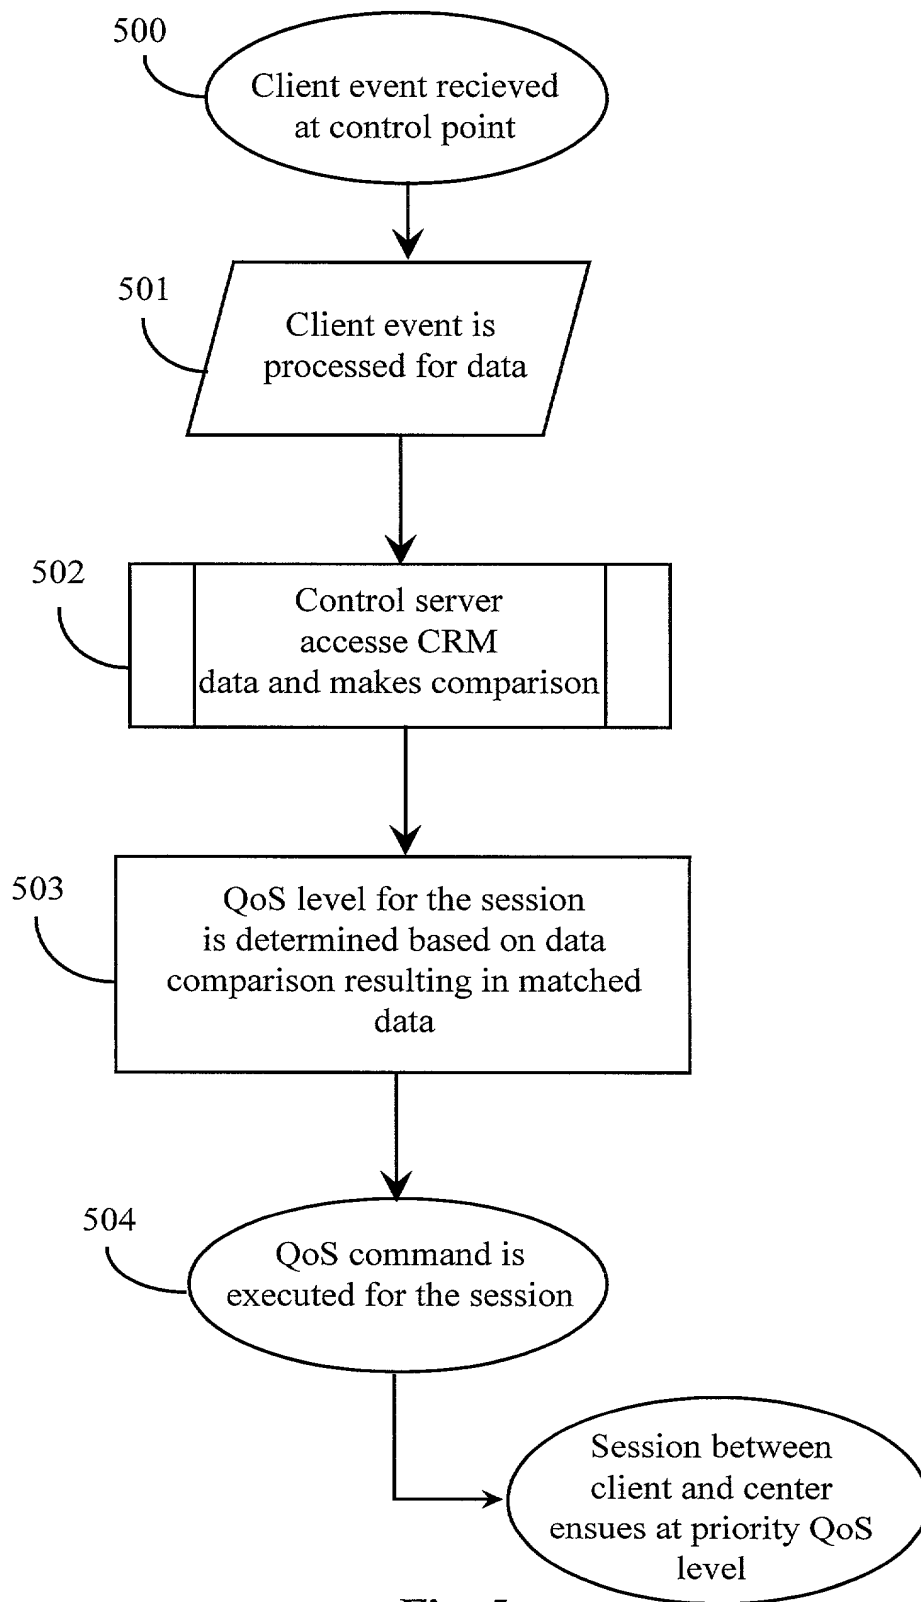 500
Client event recieved
at control point
501
Client event is
processed for data
502
Control server
accesse CRM
data and makes comparison
503
QoS level for the session
is determined based on data
comparison resulting in matched
data
504
QoS command is
executed for the session
Session between
client and center
ensues at priority QoS
level